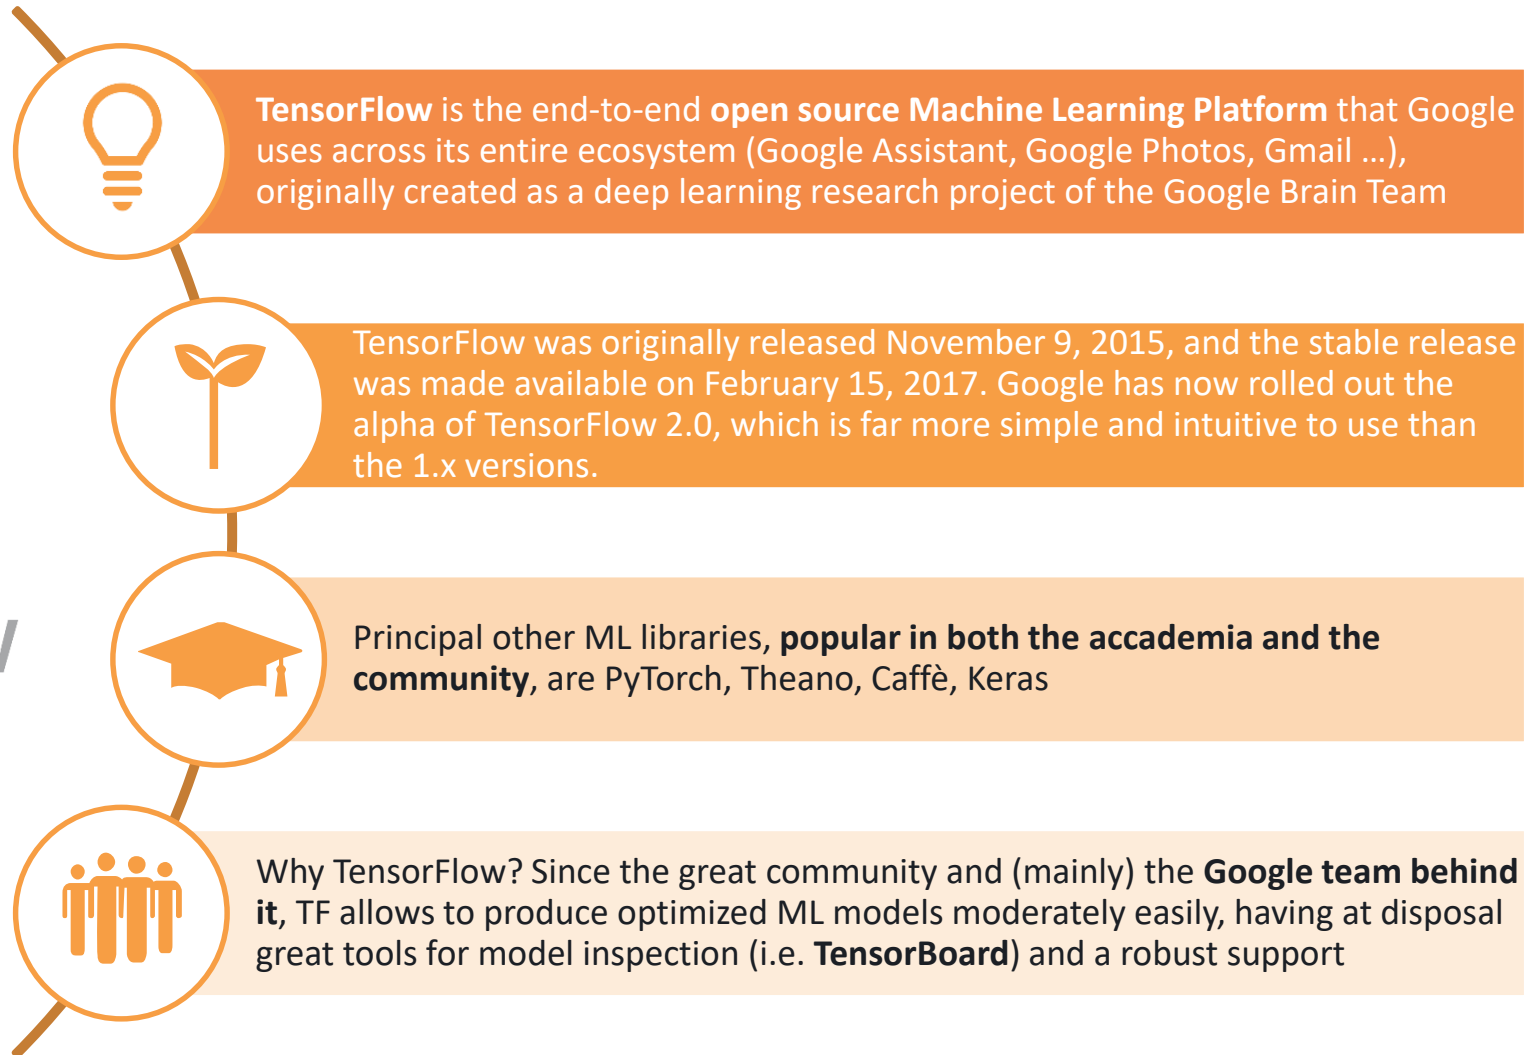 TensorFlow is the end-to-end open source Machine Learning Platform that Google
uses across its entire ecosystem (Google Assistant, Google Photos, Gmail …),
originally created as a deep learning research project of the Google Brain Team
TensorFlow was originally released November 9, 2015, and the stable release
was made available on February 15, 2017. Google has now rolled out the
alpha of TensorFlow 2.0, which is far more simple and intuitive to use than
the 1.x versions.
Principal other ML libraries, popular in both the accademia and the
community, are PyTorch, Theano, Caffè, Keras
Why TensorFlow? Since the great community and (mainly) the Google team behind
it, TF allows to produce optimized ML models moderately easily, having at disposal
great tools for model inspection (i.e. TensorBoard) and a robust support